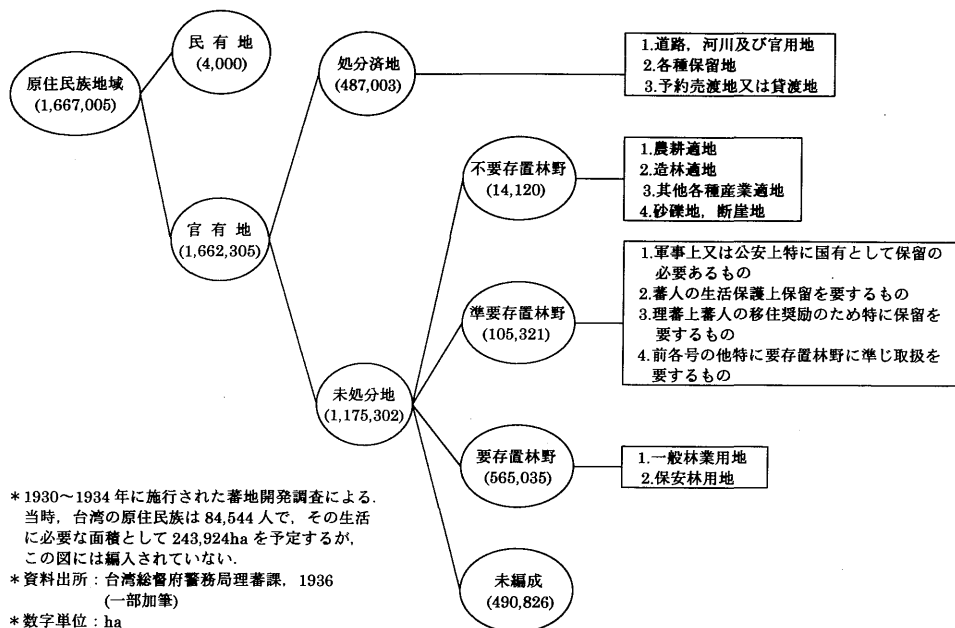 原住民族地域
(1,667,005)
民有地
(4,000)
官有地
(1,662,305)
処分済地
(487,003)
1.道路，河川及び官用地
2.各種保留地
3.予約売渡地又は貸渡地
未処分地
(1,175,302)
不要存置林野
(14,120)
1.農耕適地
2.造林適地
3.其他各種産業適地
4.砂礫地，断崖地
準要存置林野
(105,321)
1.軍事上又は公安上特に国有として保留の
必要あるもの
2.蕃人の生活保護上保留を要するもの
3.理蕃上蕃人の移住奨励のため特に保留を
要するもの
4.前各号の他特に要存置林野に準じ取扱を
要するもの
要存置林野
(565,035)
1.一般林業用地
2.保安林用地
未編成
(490,826)
＊1930～1934年に施行された蕃地開発調査による．
当時，台湾の原住民族は84,544人で，その生活
に必要な面積として243,924haを予定するが，
この図には編入されていない．
＊資料出所：台湾総督府警務局理蕃課，1936
(一部加筆)
＊数字単位：ha